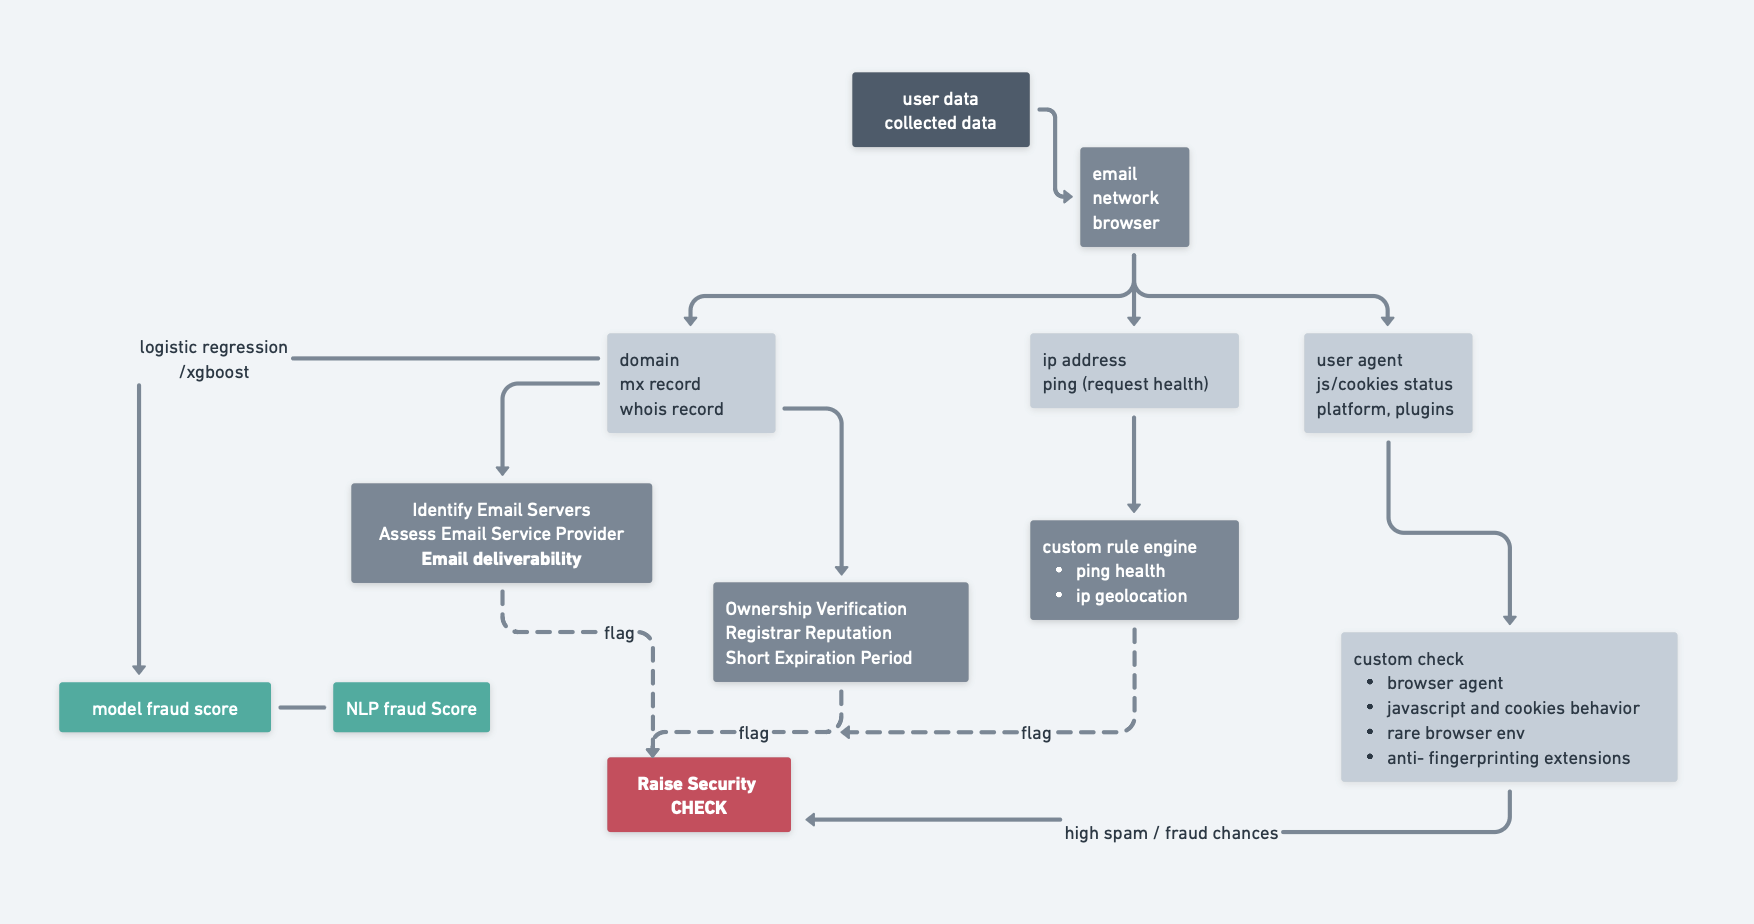 user data
collected data
email
network
browser
logistic regression
/xgboost
domain
mx record
whois record
ip address
ping (request health)
user agent
js/cookies status
platform, plugins
Identify Email Servers
Assess Email Service Provider
Email deliverability
custom rule engine
• ping health
• ip geolocation
Ownership Verification
Registrar Reputation
Short Expiration Period
flag
custom check
• browser agent
• javascript and cookies behavior
• rare browser env
• anti- fingerprinting extensions
model fraud score
NLP fraud Score
flag
flag
Raise Security
CHECK
high spam / fraud chances